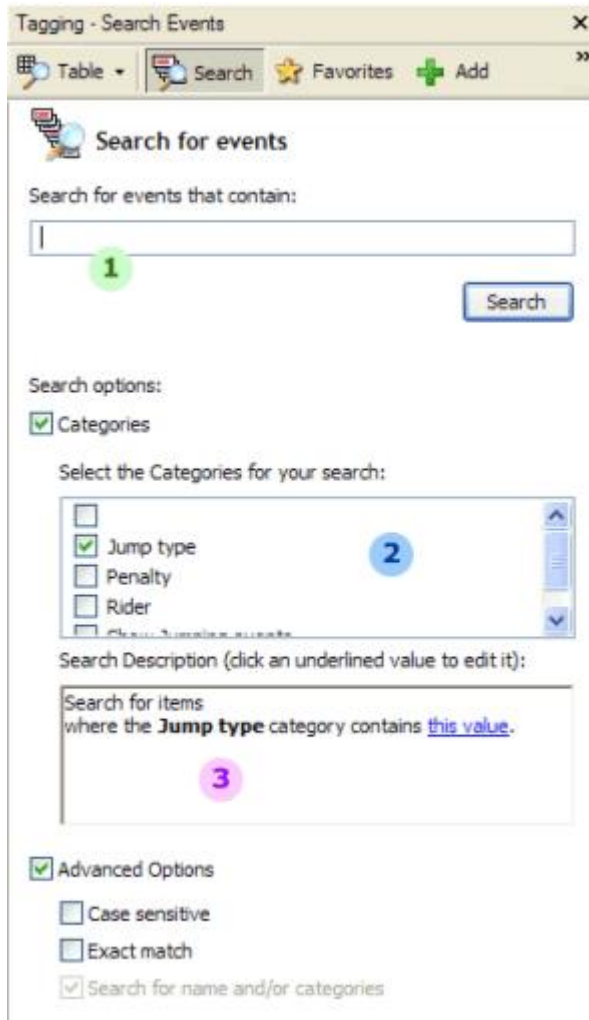 Tagging - Search Events
Table Search Favorites Add
Search for events
Search for events that contain:
1
Search
Search options:
Categories
Select the Categories for your search:
Jump type
2
Penalty
Rider
Show Jumping events
Search Description (click an underlined value to edit it):
Search for items
where the Jump type category contains this value.
3
Advanced Options
Case sensitive
Exact match
Search for name and/or categories